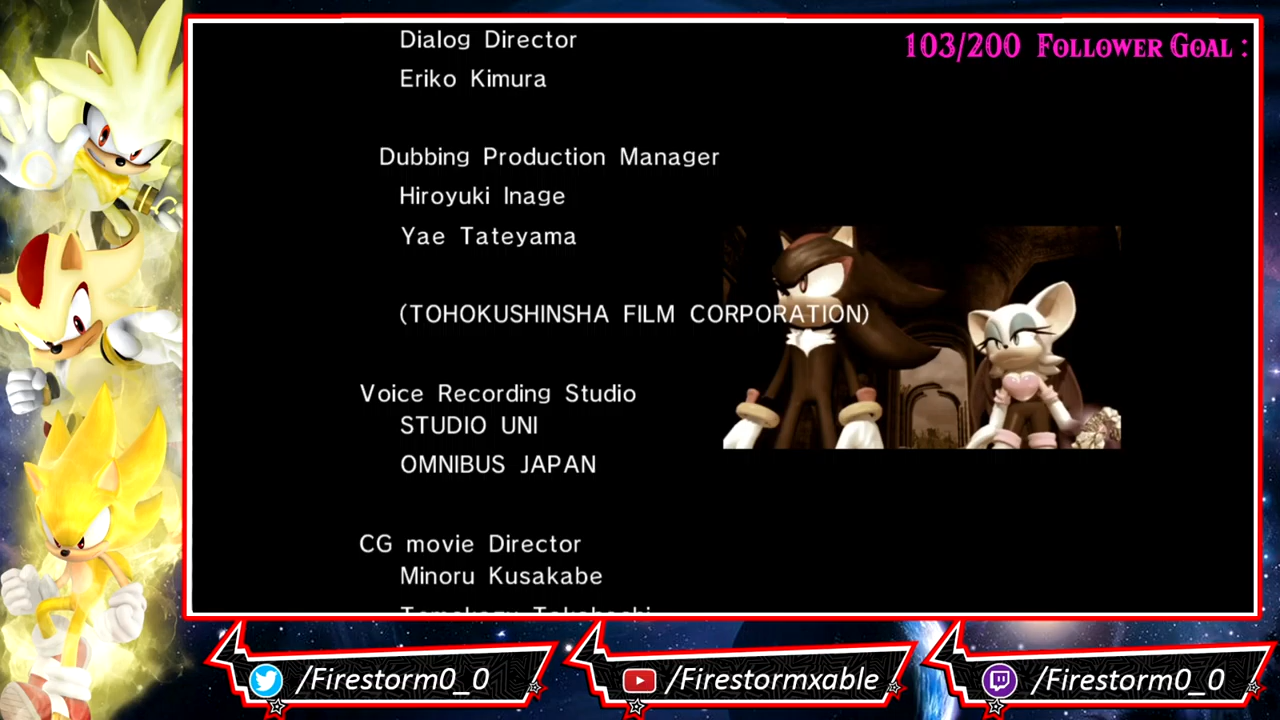 103/200 Follower Goal :
Dialog Director
Eriko Kimura
Dubbing Production Manager
Hiroyuki Inage
Yae Tateyama
(TOHOKUSHINSHA FILM CORPORATION)
Voice Recording Studio
STUDIO UNI
OMNIBUS JAPAN
CG movie Director
Minoru Kusakabe
/Firestorm0_0
/Firestormxable
/Firestorm0_0